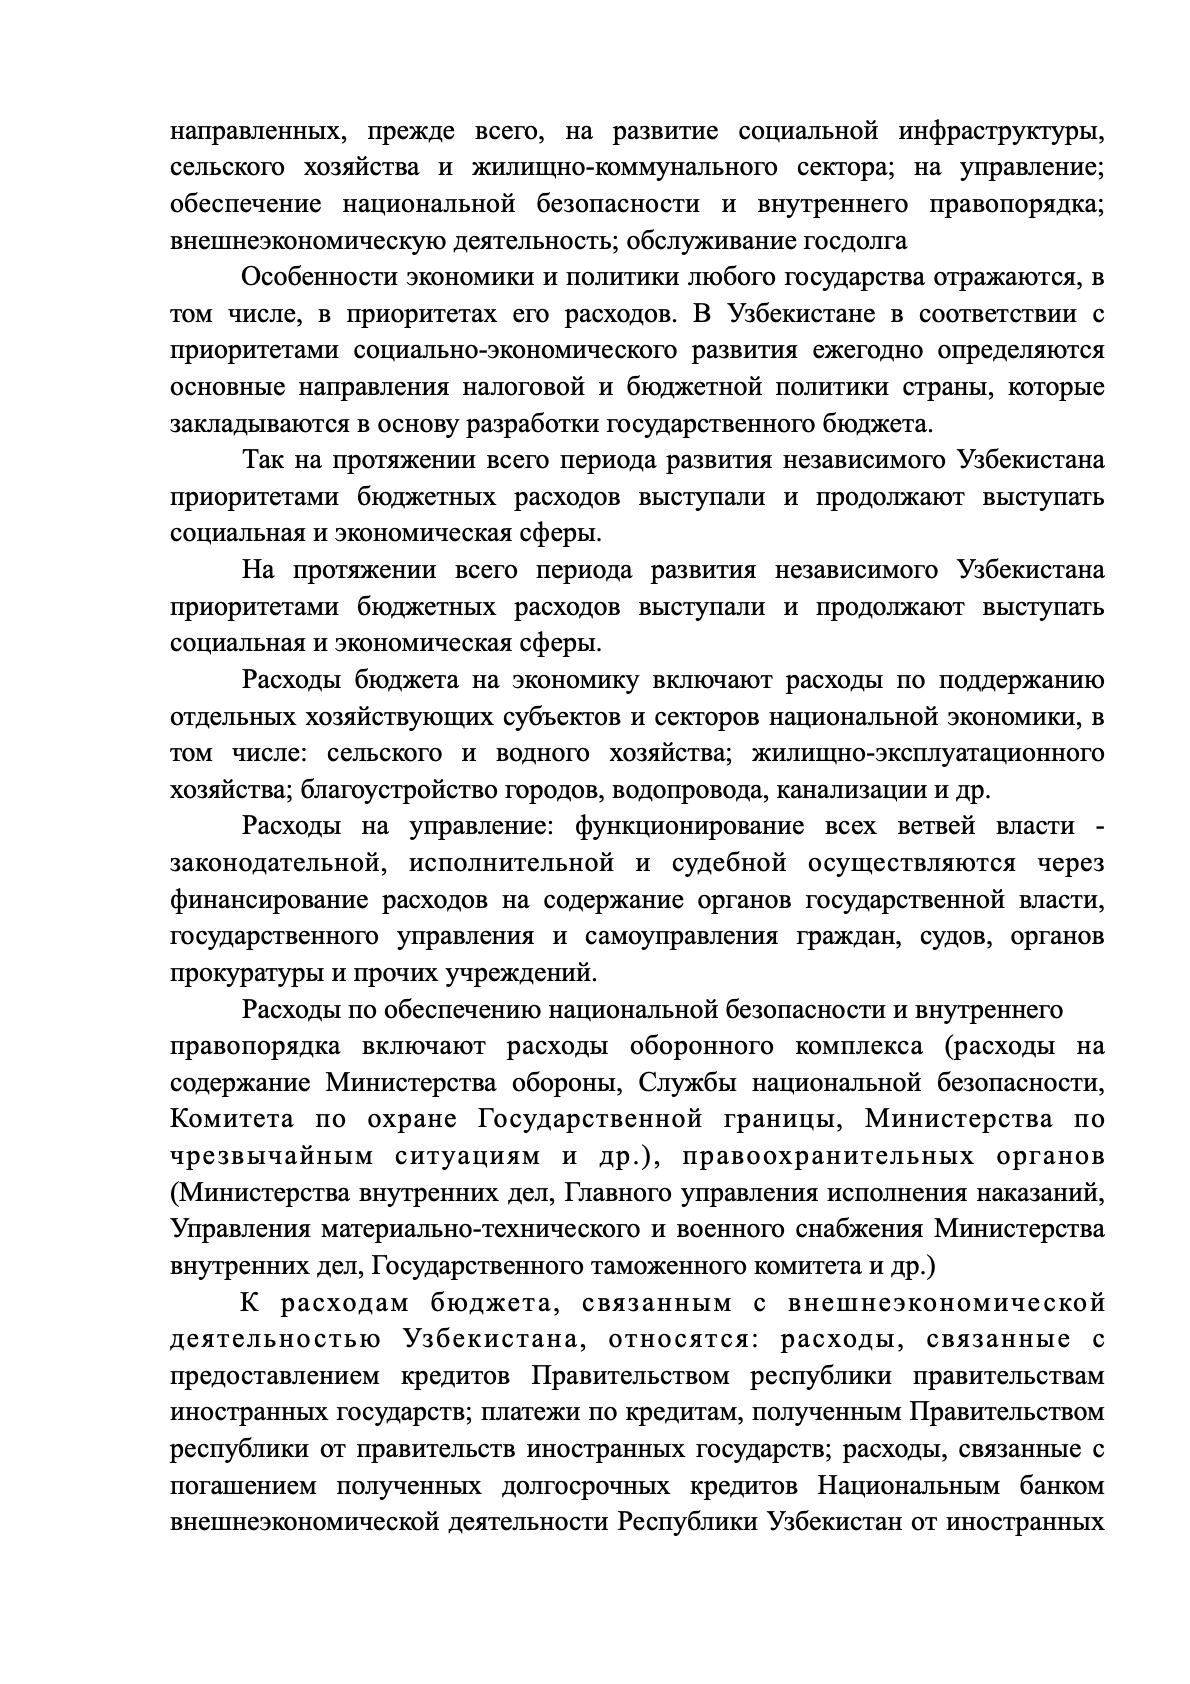 направленных, прежде всего, на развитие социальной инфраструктуры,
сельского хозяйства и жилищно-коммунального сектора; на управление;
обеспечение национальной безопасности и внутреннего правопорядка;
внешнеэкономическую деятельность; обслуживание госдолга
Особенности экономики и политики любого государства отражаются, в
том числе, в приоритетах его расходов. В Узбекистане в соответствии с
приоритетами социально-экономического развития ежегодно определяются
основные направления налоговой и бюджетной политики страны, которые
закладываются в основу разработки государственного бюджета.
Так на протяжении всего периода развития независимого Узбекистана
приоритетами бюджетных расходов выступали и продолжают выступать
социальная и экономическая сферы.
На протяжении всего периода развития независимого Узбекистана
приоритетами бюджетных расходов выступали и продолжают выступать
социальная и экономическая сферы.
Расходы бюджета на экономику включают расходы по поддержанию
отдельных хозяйствующих субъектов и секторов национальной экономики, в
том числе: сельского и водного хозяйства; жилищно-эксплуатационного
хозяйства; благоустройство городов, водопровода, канализации и др.
Расходы на управление: функционирование всех ветвей власти -
законодательной, исполнительной и судебной осуществляются через
финансирование расходов на содержание органов государственной власти,
государственного управления и самоуправления граждан, судов, органов
прокуратуры и прочих учреждений.
Расходы по обеспечению национальной безопасности и внутреннего
правопорядка включают расходы оборонного комплекса (расходы на
содержание Министерства обороны, Службы национальной безопасности,
Комитета по охране Государственной границы, Министерства по
чрезвычайным ситуациям и др.), правоохранительных органов
(Министерства внутренних дел, Главного управления исполнения наказаний,
Управления материально-технического и военного снабжения Министерства
внутренних дел, Государственного таможенного комитета и др.)
К расходам бюджета, связанным с внешнеэкономической
деятельностью Узбекистана, относятся: расходы, связанные с
предоставлением кредитов Правительством республики правительствам
иностранных государств; платежи по кредитам, полученным Правительством
республики от правительств иностранных государств; расходы, связанные с
погашением полученных долгосрочных кредитов Национальным банком
внешнеэкономической деятельности Республики Узбекистан от иностранных